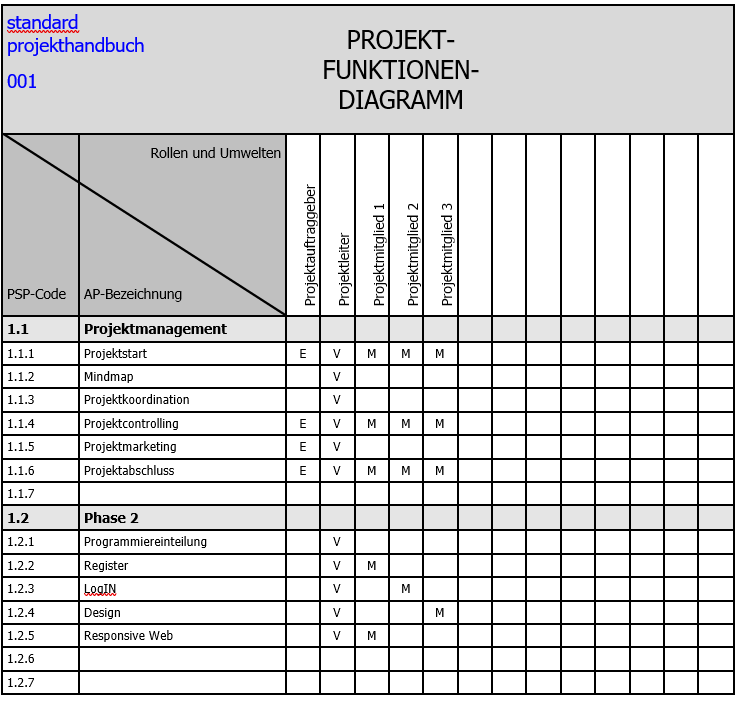 standard
projekthandbuch
001
PROJEKT-
FUNKTIONEN-
DIAGRAMM
Rollen und Umwelten
PSP-Code AP-Bezeichnung
Projektauftraggeber
Projektleiter
Projektmitglied 1
Projektmitglied 2
Projektmitglied 3
1.1 Projektmanagement
1.1.1 Projektstart E V M M M
1.1.2 Mindmap V
1.1.3 Projektkoordination V
1.1.4 Projektcontrolling E V M M M
1.1.5 Projektmarketing E V
1.1.6 Projektabschluss E V M M M
1.1.7
1.2 Phase 2
1.2.1 Programmiereinteilung V
1.2.2 Register V M
1.2.3 LogIN V M
1.2.4 Design V M
1.2.5 Responsive Web V M
1.2.6
1.2.7